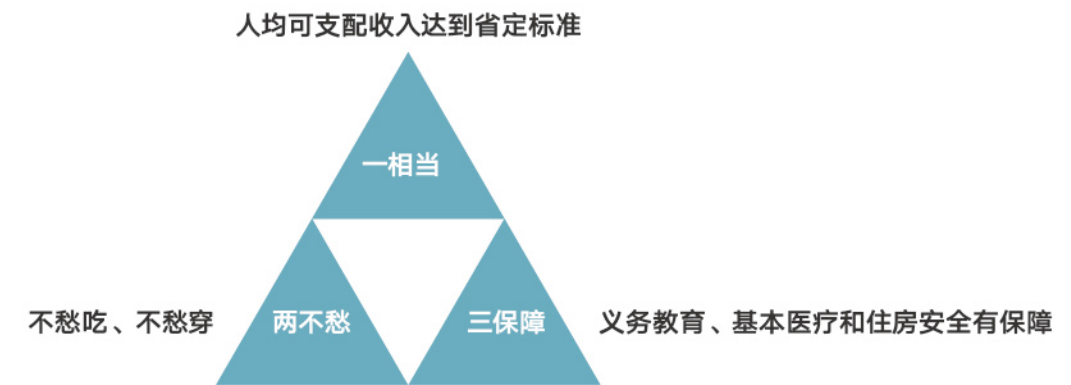 人均可支配收入达到省定标准
一相当
不愁吃、不愁穿
两不愁
三保障
义务教育、基本医疗和住房安全有保障